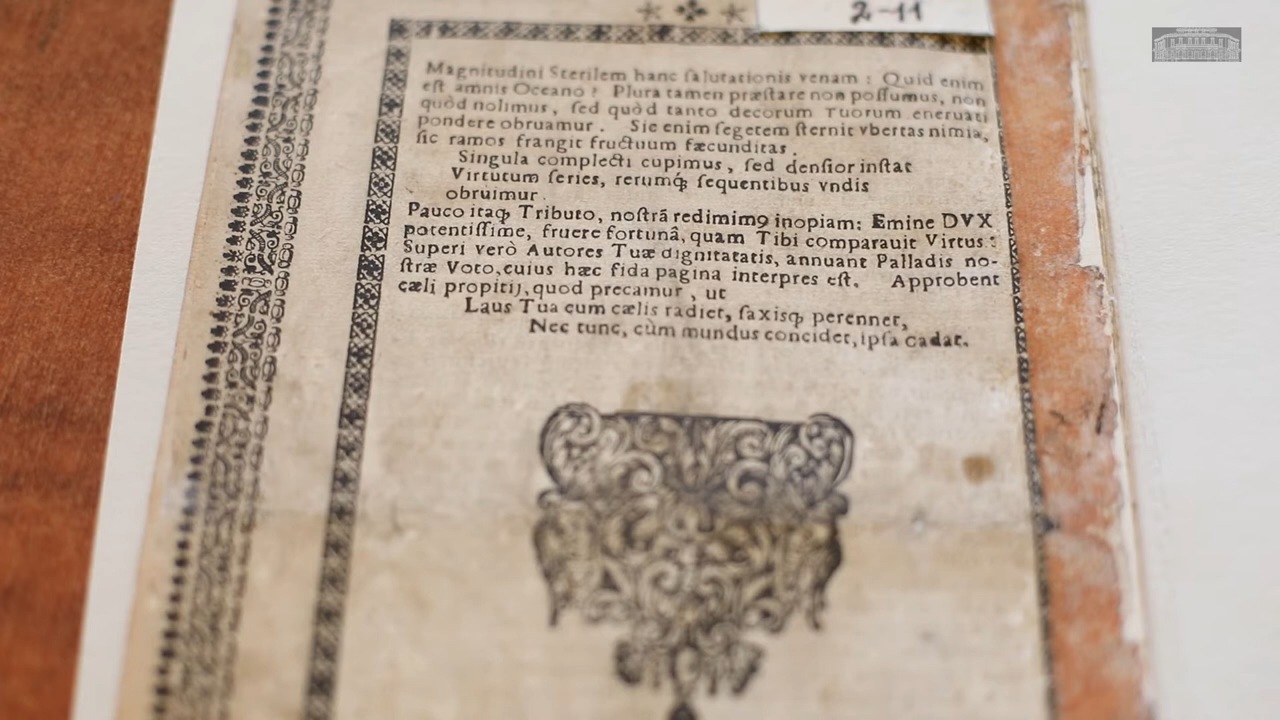 2-11
Magnitudini Sterilem hanc ſalutationis venam : Quid enim
eſt amnis Oceano ? Plura tamen præſtare non poſſumus, non
quòd nolimus, ſed quòd tanto decorum Tuorum eneruati
pondere obruamur . Sic enim ſegetem ſternit vbertas nimia,
ſic ramos frangit fructuum fæcunditas .
Singula complecti cupimus , ſed denſior inſtat
Virtutum ſeries, rerumq́; ſequentibus vndis
obruimur .
Pauco itaq; Tributo, noſtrã redimimꝰ inopiam: Emine DVX
potentiſſime, fruere fortunâ, quam Tibi comparauit Virtus :
Superi verò Autores Tuæ dignitatatis, annuant Palladis no-
ſtræ Voto, cuius hæc fida pagina interpres eſt. Approbent
cæli propitij, quod precamur , ut
Laus Tua cum cælis radiet, ſaxisq; perennet,
Nec tunc, cùm mundus concidet, ipſa cadat.